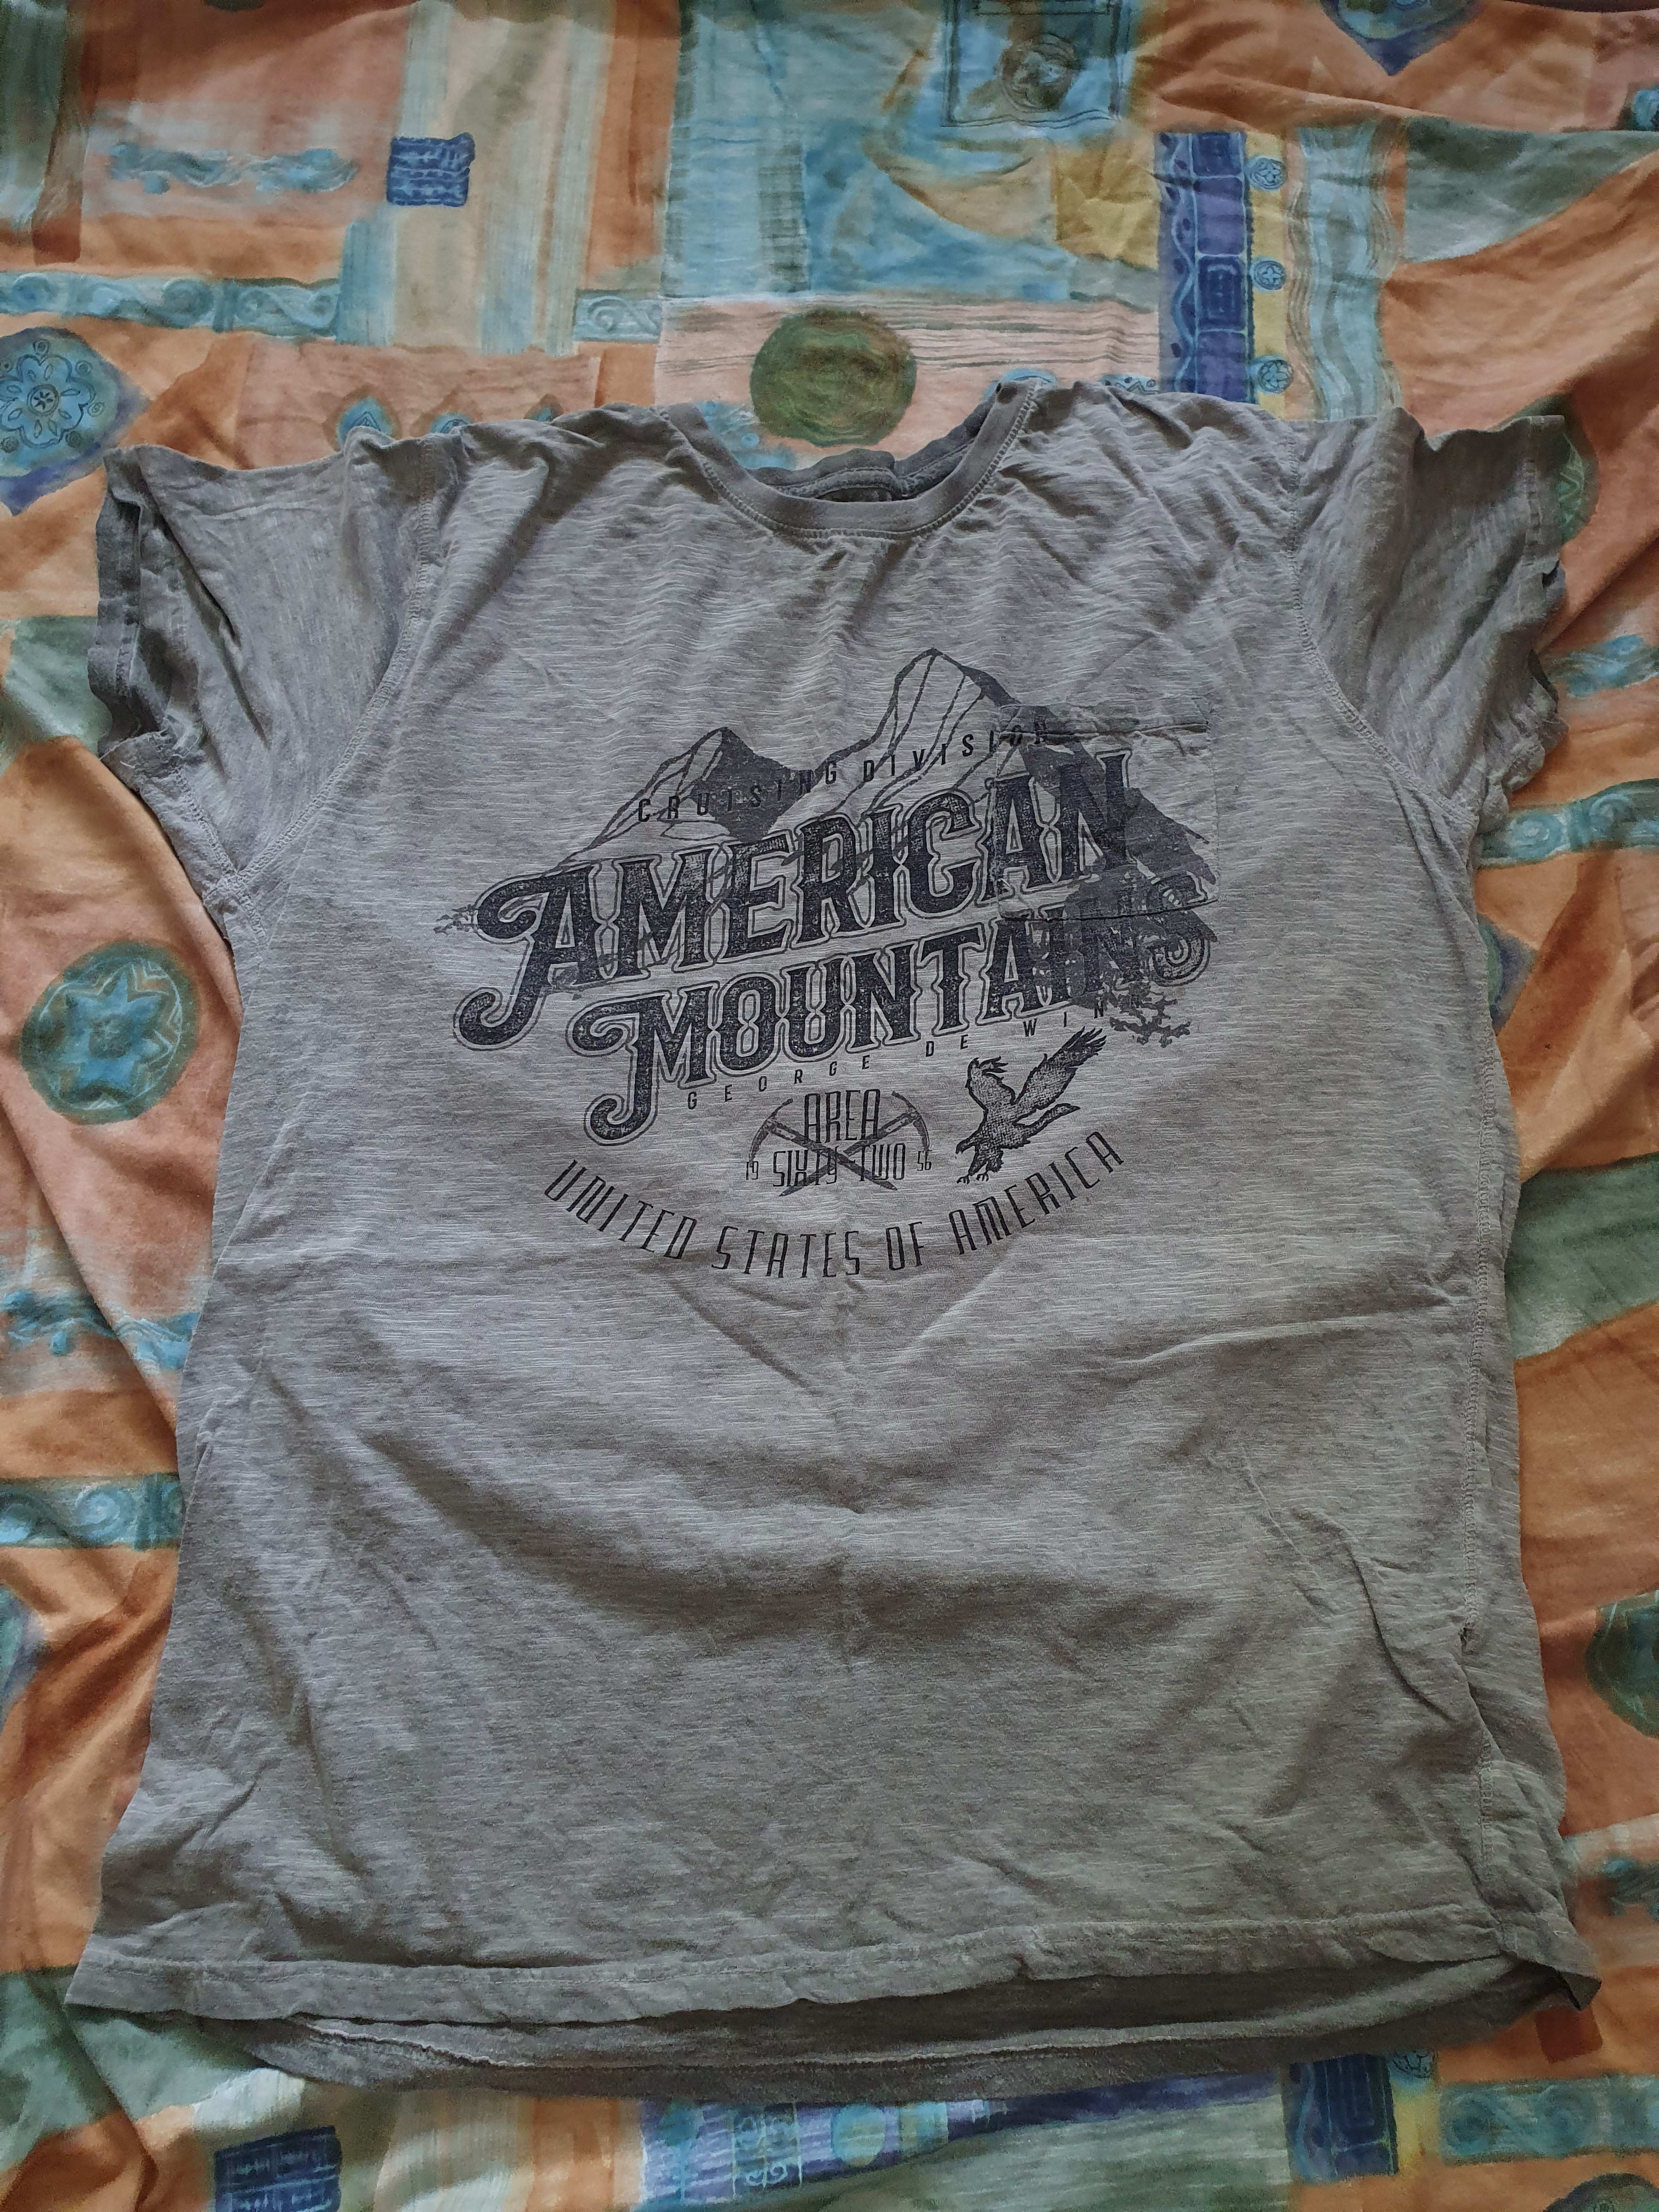 CRUISING DIVISION
AMERICAN
MOUNTAINS
GEORGE DE WIN
AREA
19 SIXTY TWO 56
UNITED STATES OF AMERICA